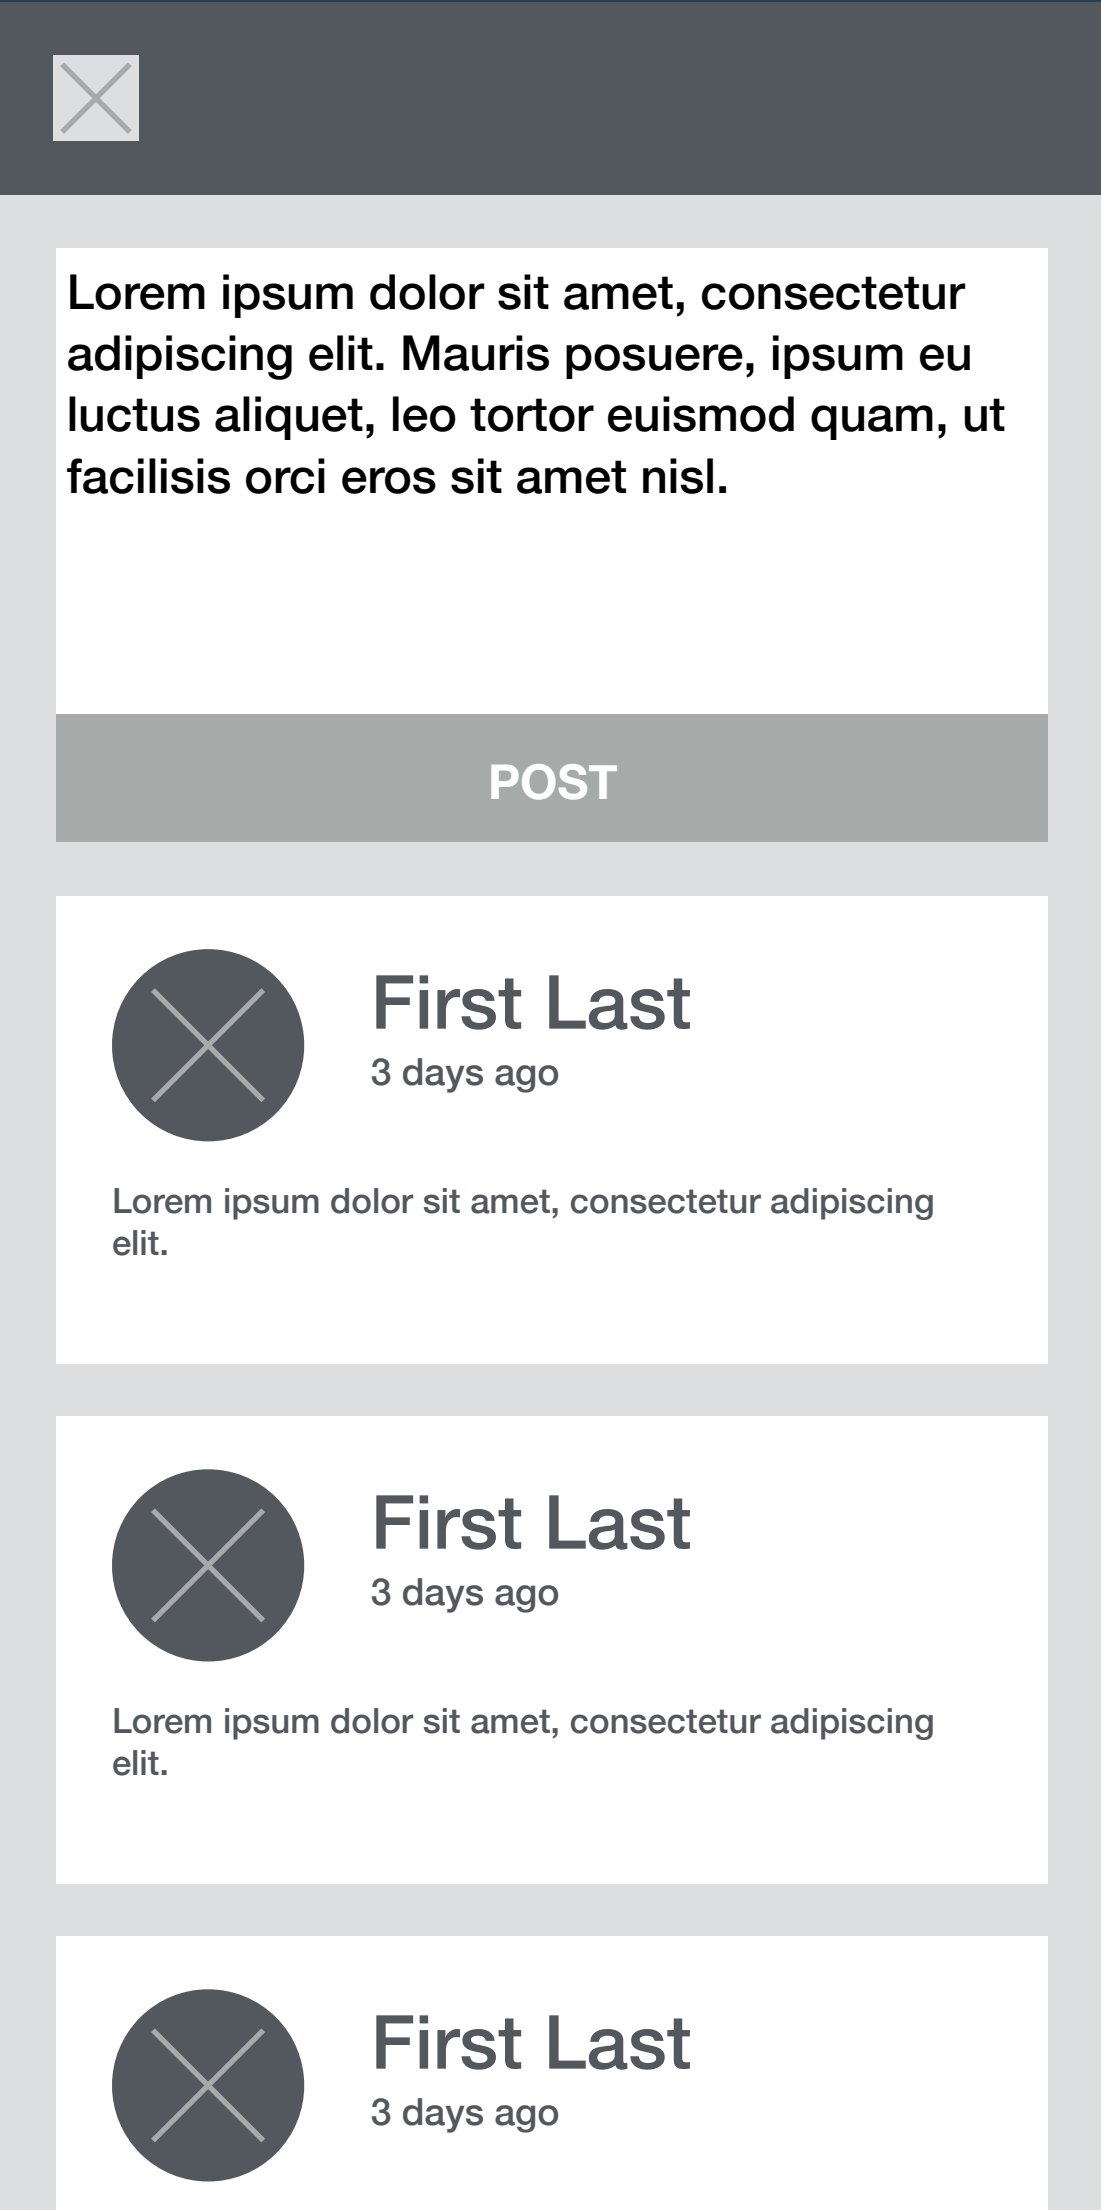 Lorem ipsum dolor sit amet, consectetur
adipiscing elit. Mauris posuere, ipsum eu
luctus aliquet, leo tortor euismod quam, ut
facilisis orci eros sit amet nisl.
POST
First Last
3 days ago
Lorem ipsum dolor sit amet, consectetur adipiscing
elit.
First Last
3 days ago
Lorem ipsum dolor sit amet, consectetur adipiscing
elit.
First Last
3 days ago